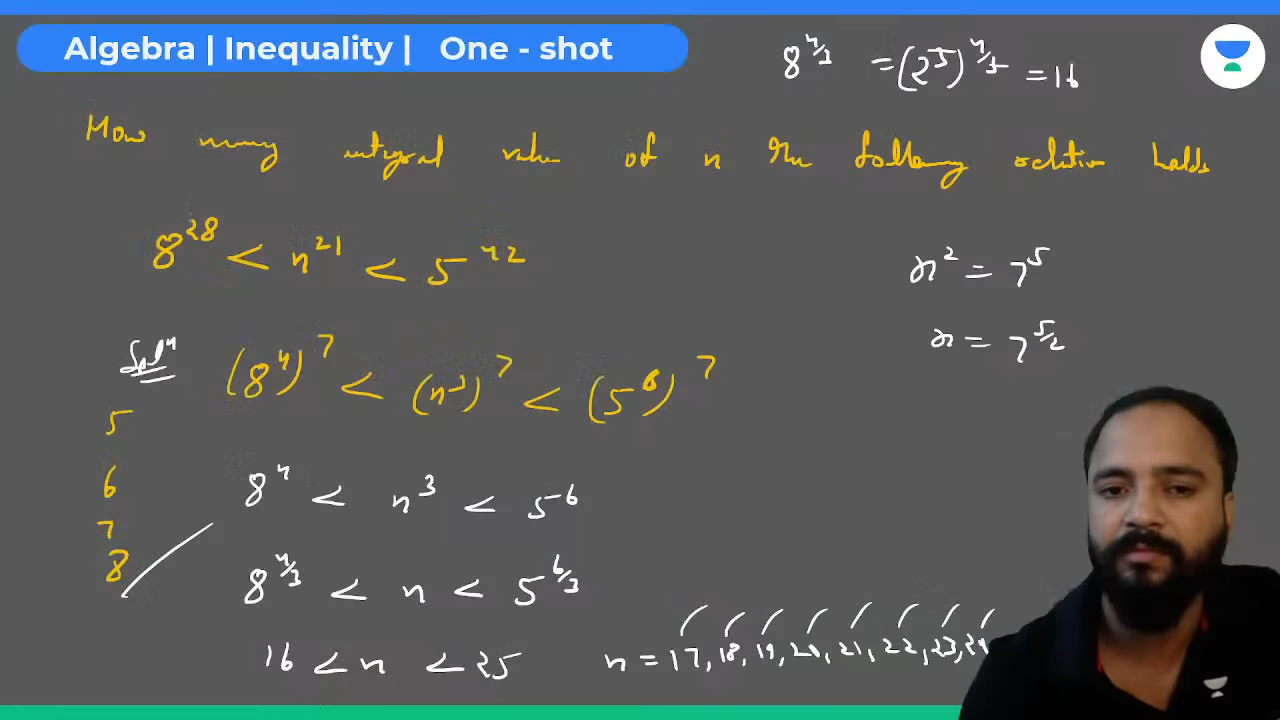 Algebra | Inequality | One - shot
8^4/3 = (2^3)^4/3 = 16
How many integral value of n the following relation holds
8^28 < n^21 < 5^42
x^2 = 7^5
x = 7^5/2
Sol^n
(8^4)^7 < (n^3)^7 < (5^6)^7
5
6
7
8
8^4 < n^3 < 5^6
8^4/3 < n < 5^6/3
16 < n < 25
n = 17, 18, 19, 20, 21, 22, 23, 24